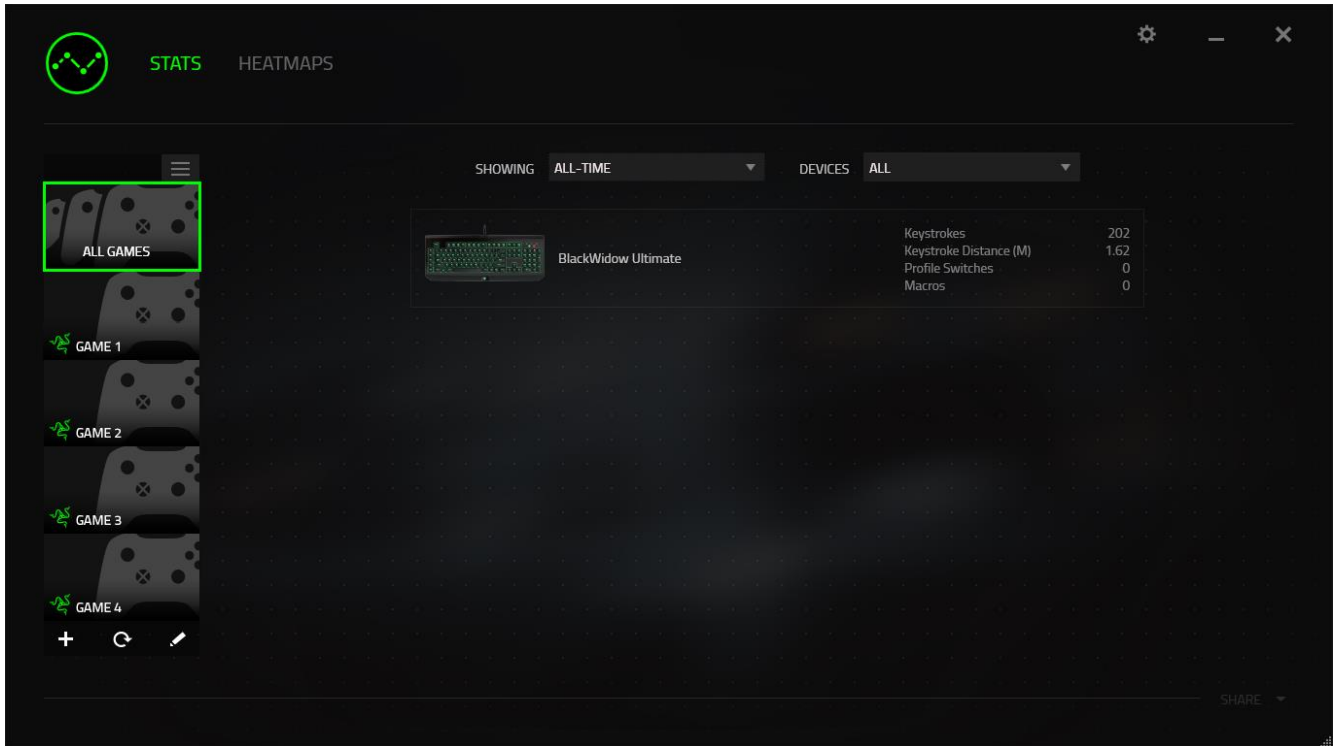 STATS HEATMAPS
SHOWING ALL-TIME DEVICES ALL
ALL GAMES
BlackWidow Ultimate
Keystrokes 202
Keystroke Distance (M) 1.62
Profile Switches 0
Macros 0
GAME 1
GAME 2
GAME 3
GAME 4
SHARE